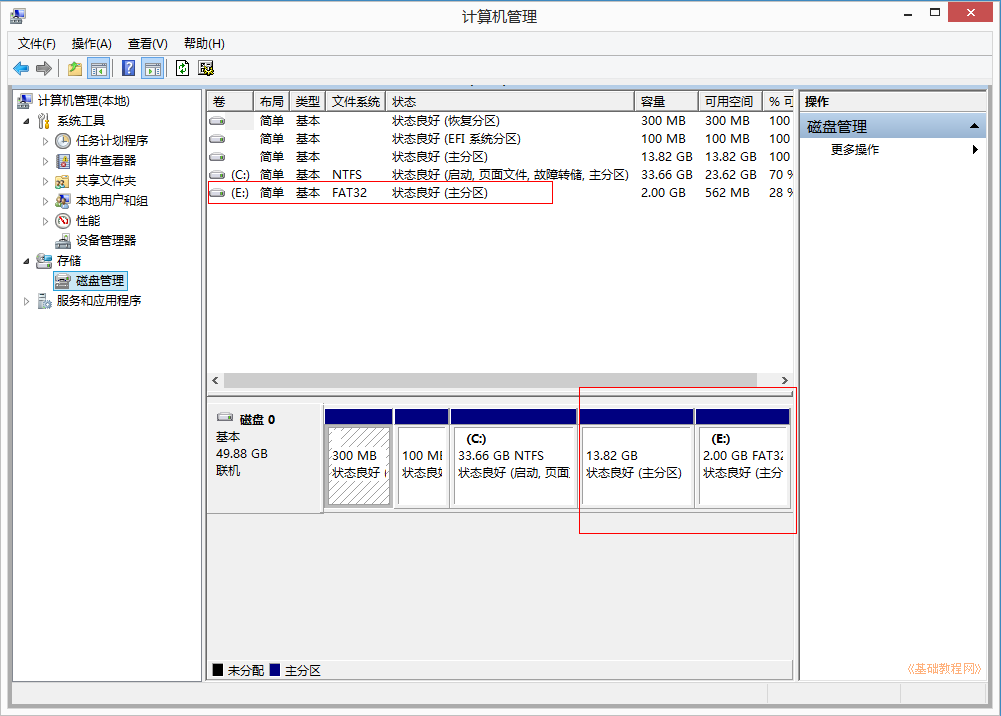 计算机管理
文件(F) 操作(A) 查看(V) 帮助(H)
计算机管理(本地)
系统工具
任务计划程序
事件查看器
共享文件夹
本地用户和组
性能
设备管理器
存储
磁盘管理
服务和应用程序
卷 布局 类型 文件系统 状态 容量 可用空间 % 可
简单 基本 状态良好 (恢复分区) 300 MB 300 MB 100
简单 基本 状态良好 (EFI 系统分区) 100 MB 100 MB 100
简单 基本 状态良好 (主分区) 13.82 GB 13.82 GB 100
(C:) 简单 基本 NTFS 状态良好 (启动, 页面文件, 故障转储, 主分区) 33.66 GB 23.62 GB 70 %
(E:) 简单 基本 FAT32 状态良好 (主分区) 2.00 GB 562 MB 28 %
磁盘 0
基本
49.88 GB
联机
300 MB
状态良好 (
100 MB
状态良好
(C:)
33.66 GB NTFS
状态良好 (启动, 页面
13.82 GB
状态良好 (主分区)
(E:)
2.00 GB FAT32
状态良好 (主分
未分配 主分区
操作
磁盘管理
更多操作
《基础教程网》